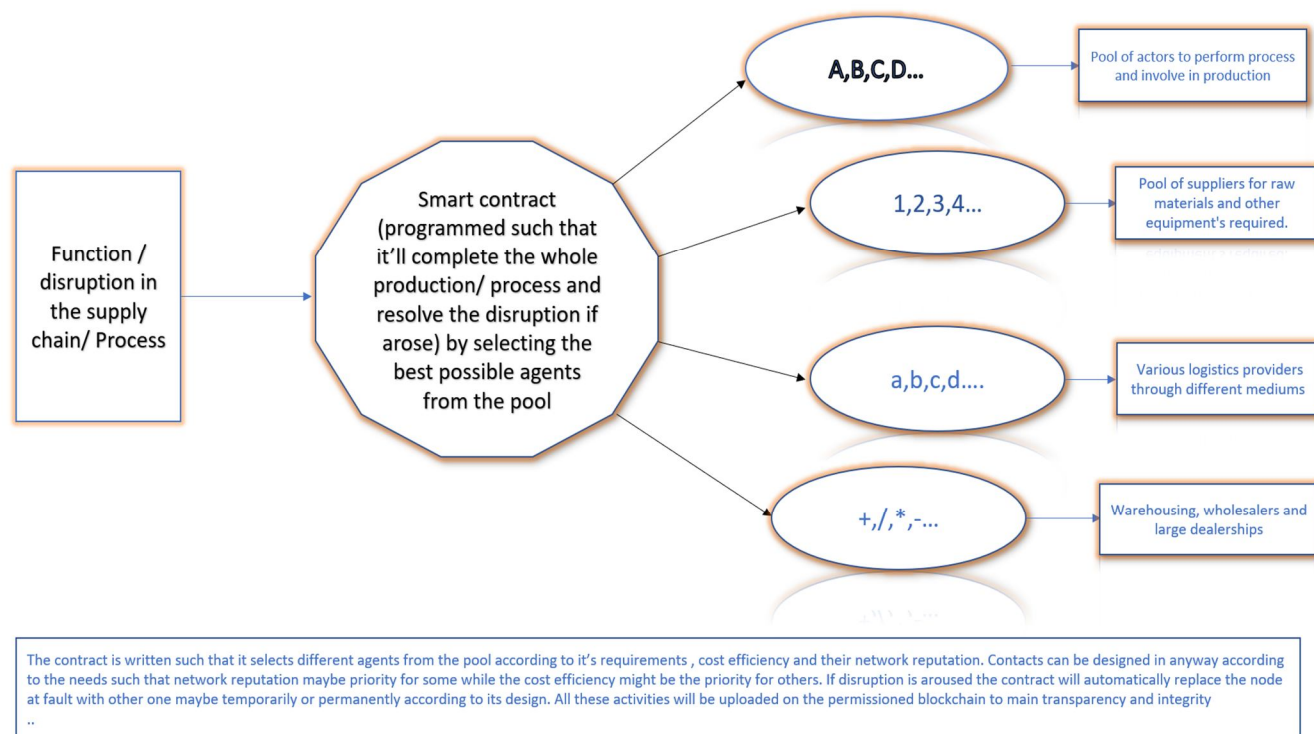 Function /
disruption in
the supply
chain/ Process
Smart contract
(programmed such that
it'll complete the whole
production/ process and
resolve the disruption if
arose) by selecting the
best possible agents
from the pool
A,B,C,D...
Pool of actors to perform process
and involve in production
1,2,3,4...
Pool of suppliers for raw
materials and other
equipment's required.
a,b,c,d....
Various logistics providers
through different mediums
+,/,*,-...
Warehousing, wholesalers and
large dealerships
The contract is written such that it selects different agents from the pool according to it's requirements , cost efficiency and their network reputation. Contacts can be designed in anyway according
to the needs such that network reputation maybe priority for some while the cost efficiency might be the priority for others. If disruption is aroused the contract will automatically replace the node
at fault with other one maybe temporarily or permanently according to its design. All these activities will be uploaded on the permissioned blockchain to main transparency and integrity
..